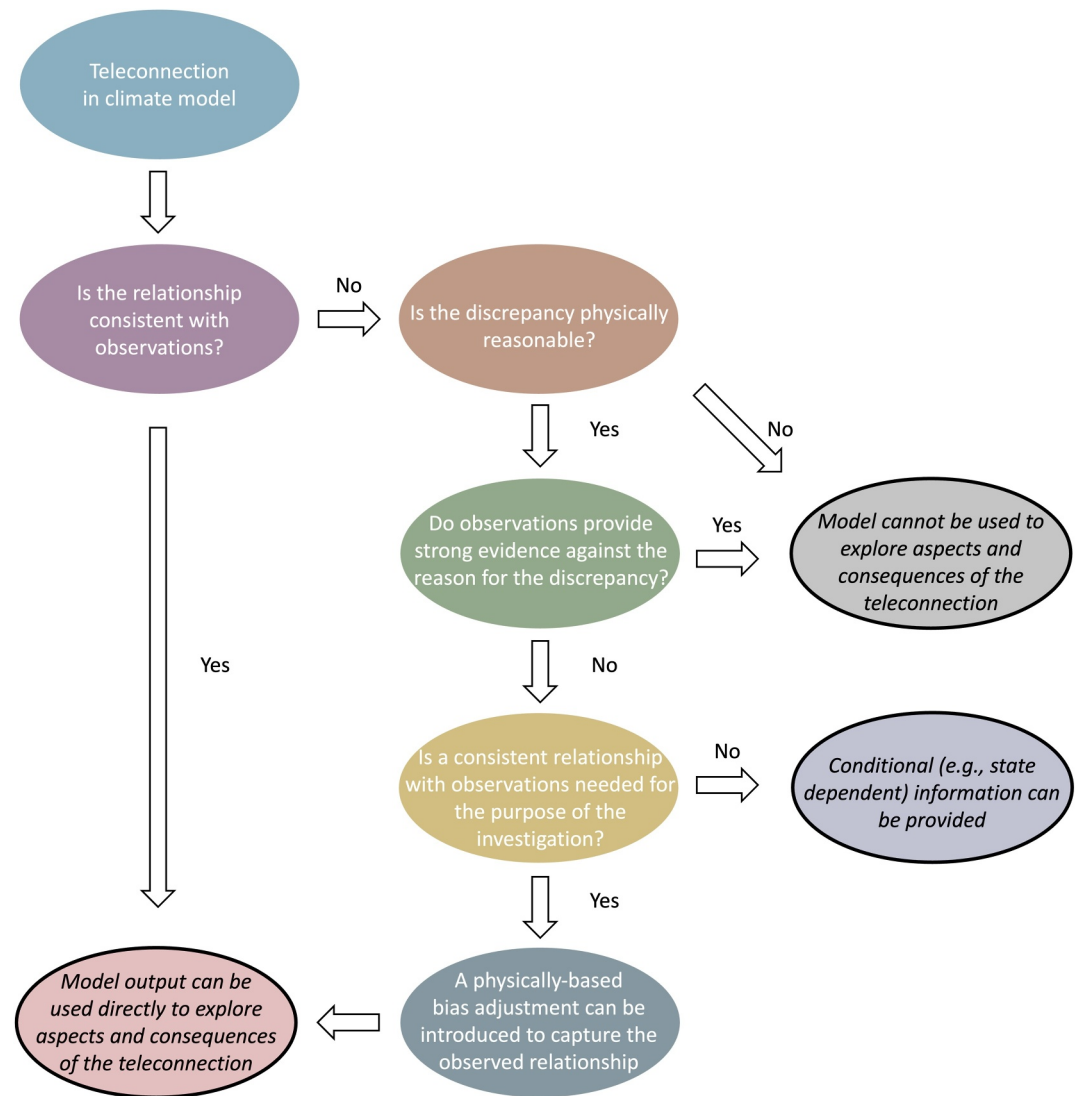 Teleconnection
in climate model
Is the relationship
consistent with
observations?
No
Is the discrepancy physically
reasonable?
Yes
No
Do observations provide
strong evidence against the
reason for the discrepancy?
Yes
Model cannot be used to
explore aspects and
consequences of the
teleconnection
Yes
No
Is a consistent relationship
with observations needed for
the purpose of the
investigation?
No
Conditional (e.g., state
dependent) information can
be provided
Yes
A physically-based
bias adjustment can be
introduced to capture the
observed relationship
Model output can be
used directly to explore
aspects and consequences
of the teleconnection